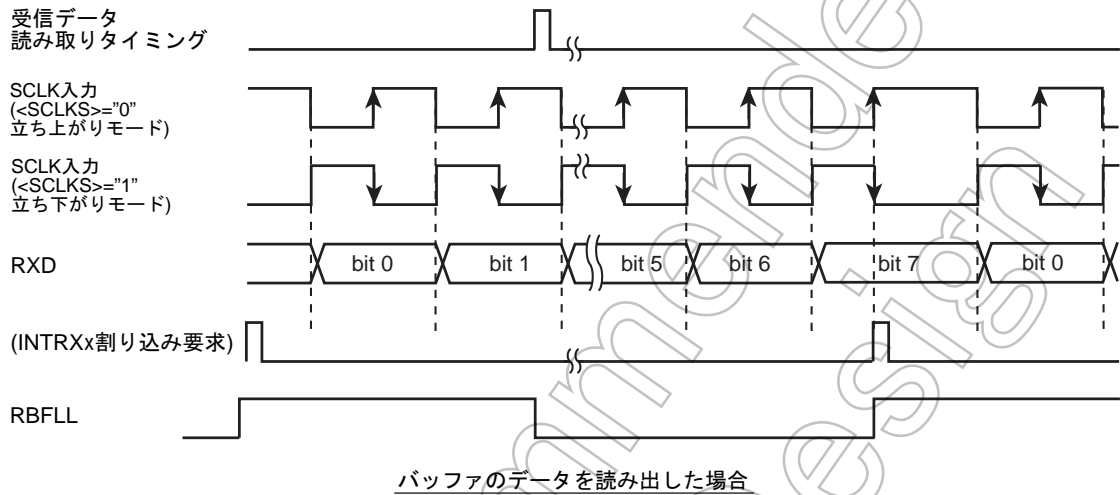 受信データ
読み取りタイミング
SCLK入力
(<SCLKS>="0"
立ち上がりモード)
SCLK入力
(<SCLKS>="1"
立ち下がりモード)
RXD
bit 0
bit 1
bit 5
bit 6
bit 7
bit 0
(INTRXx割り込み要求)
RBFLL
バッファのデータを読み出した場合